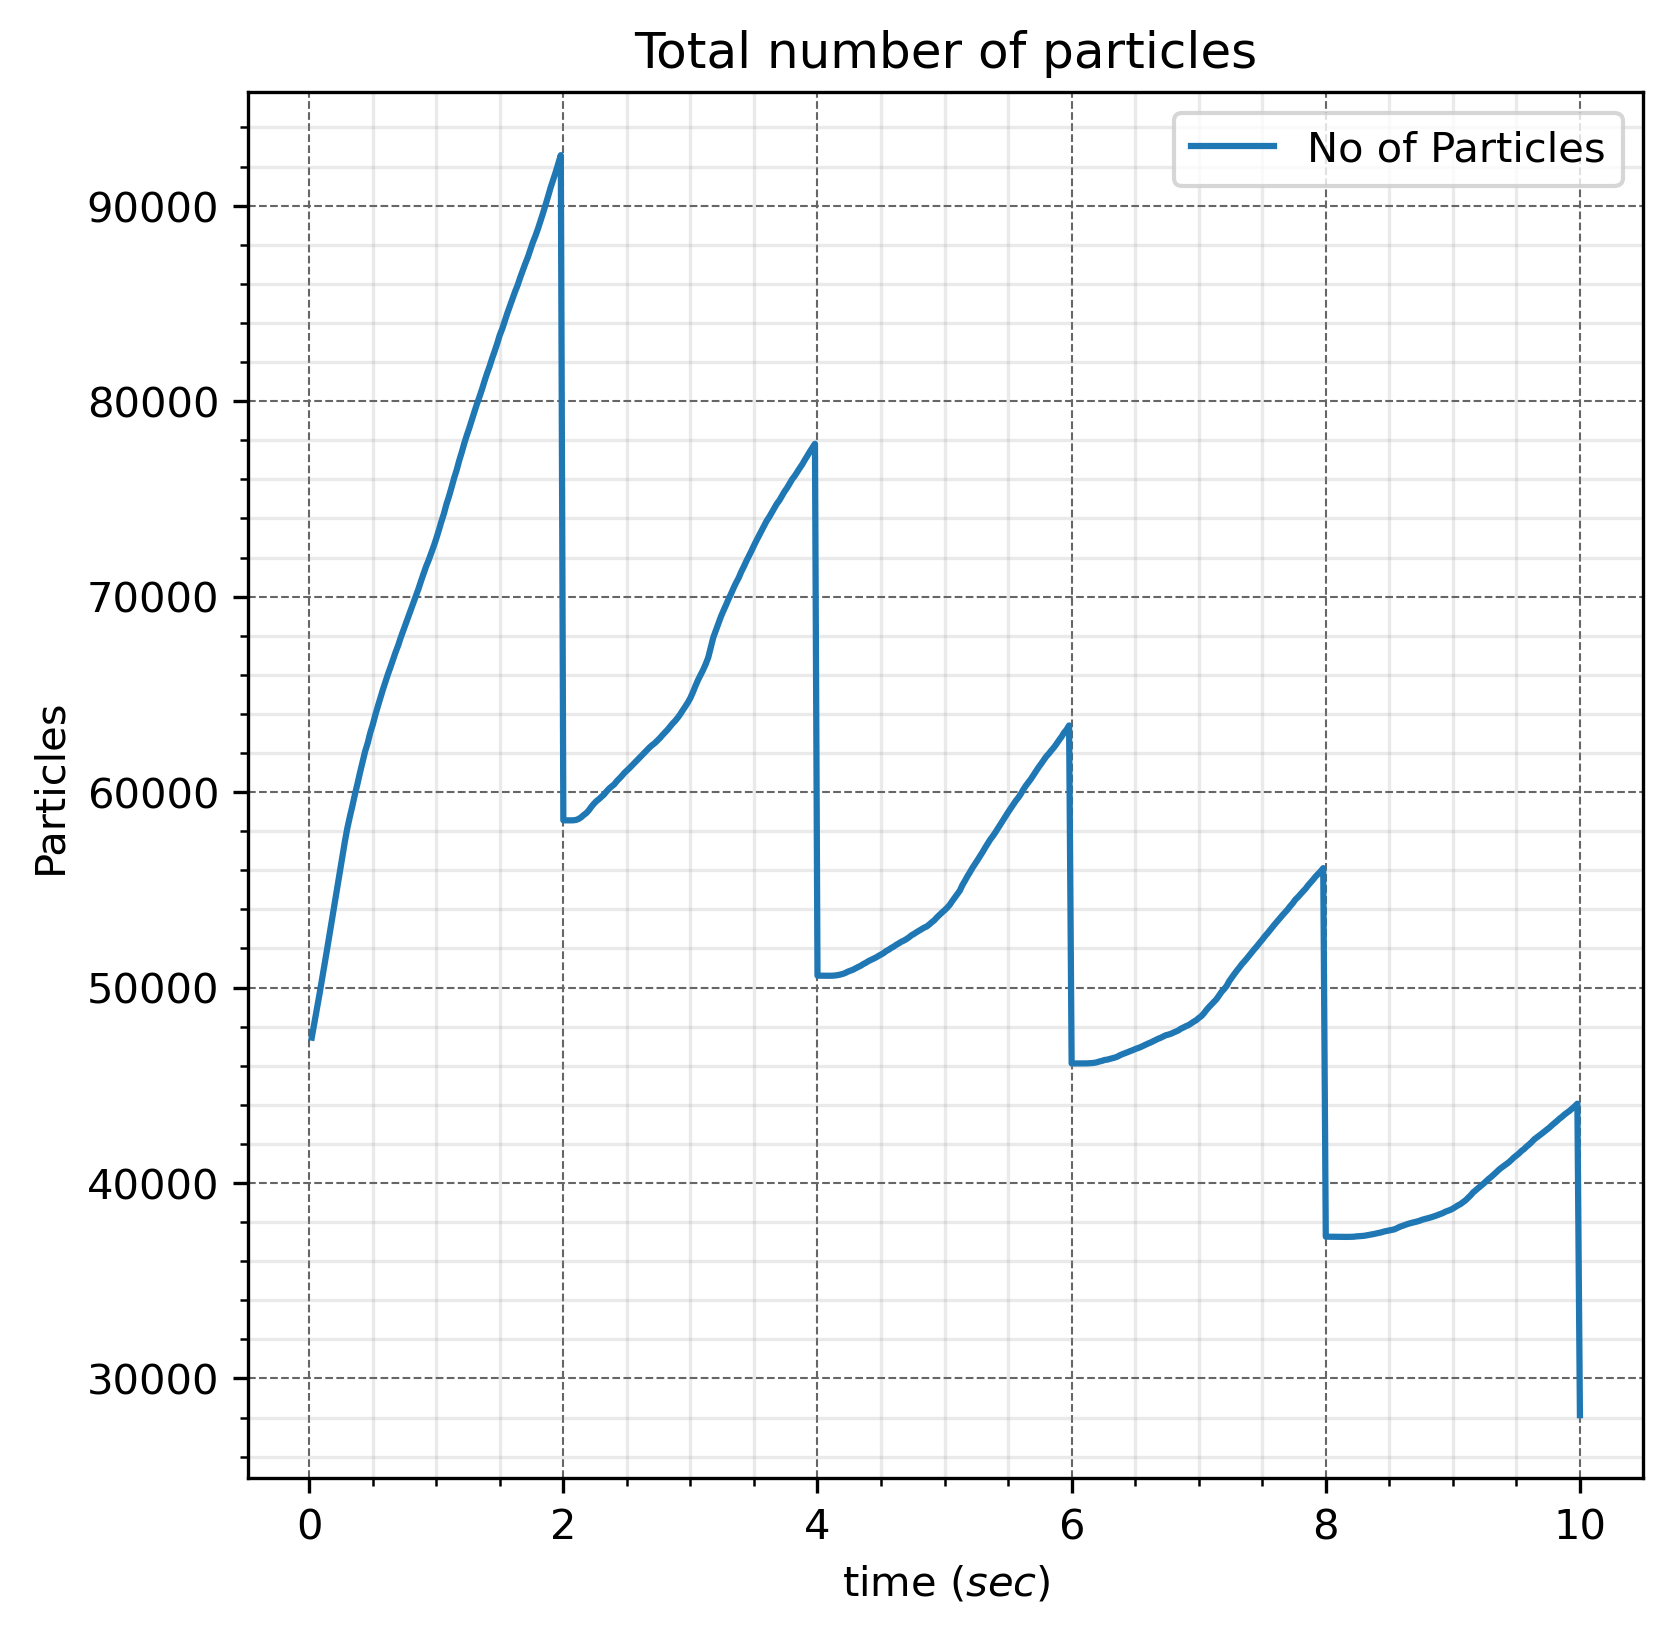 Total number of particles
No of Particles
90000
80000
70000
60000
50000
40000
30000
Particles
0 2 4 6 8 10
time (sec)